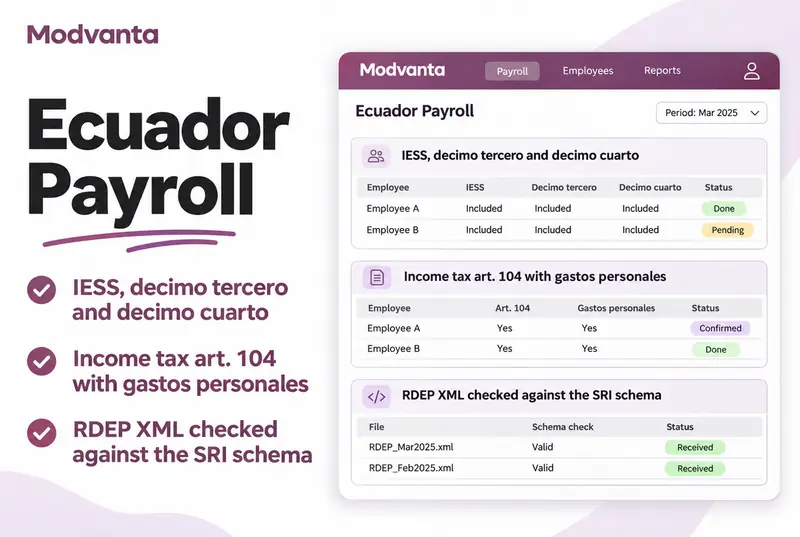 Modvanta
Ecuador
Payroll
IESS, decimo tercero
and decimo cuarto
Income tax art. 104
with gastos personales
RDEP XML checked
against the SRI schema
Modvanta Payroll Employees Reports
Ecuador Payroll Period: Mar 2025
IESS, decimo tercero and decimo cuarto
Employee IESS Decimo tercero Decimo cuarto Status
Employee A Included Included Included Done
Employee B Included Included Included Pending
Income tax art. 104 with gastos personales
Employee Art. 104 Gastos personales Status
Employee A Yes Yes Confirmed
Employee B Yes Yes Done
</> RDEP XML checked against the SRI schema
File Schema check Status
RDEP_Mar2025.xml Valid Received
RDEP_Feb2025.xml Valid Received